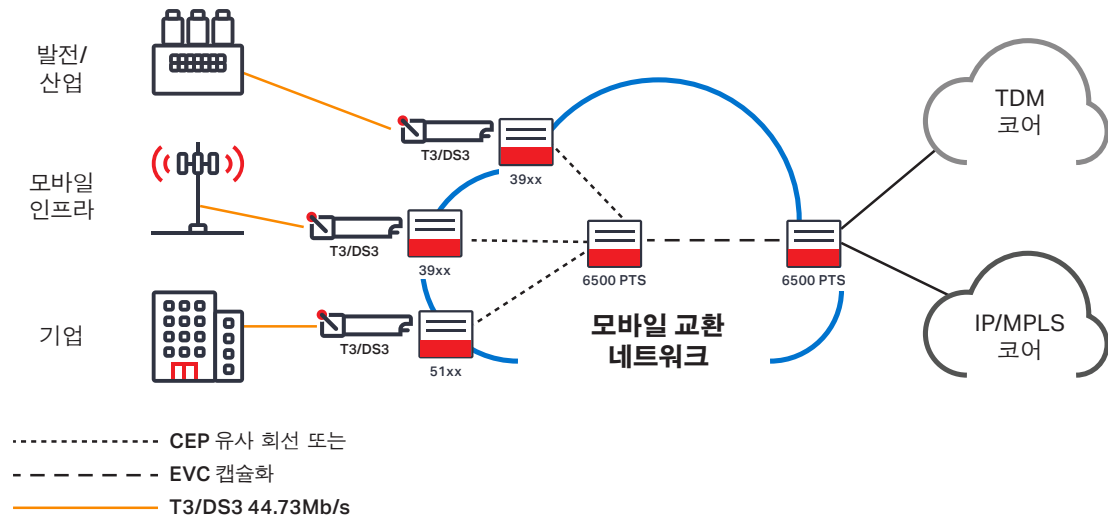 발전/
산업
T3/DS3
39xx
TDM
코어
모바일
인프라
T3/DS3
39xx
6500 PTS
6500 PTS
기업
T3/DS3
51xx
모바일 교환
네트워크
IP/MPLS
코어
CEP 유사 회선 또는
EVC 캡슐화
T3/DS3 44.73Mb/s